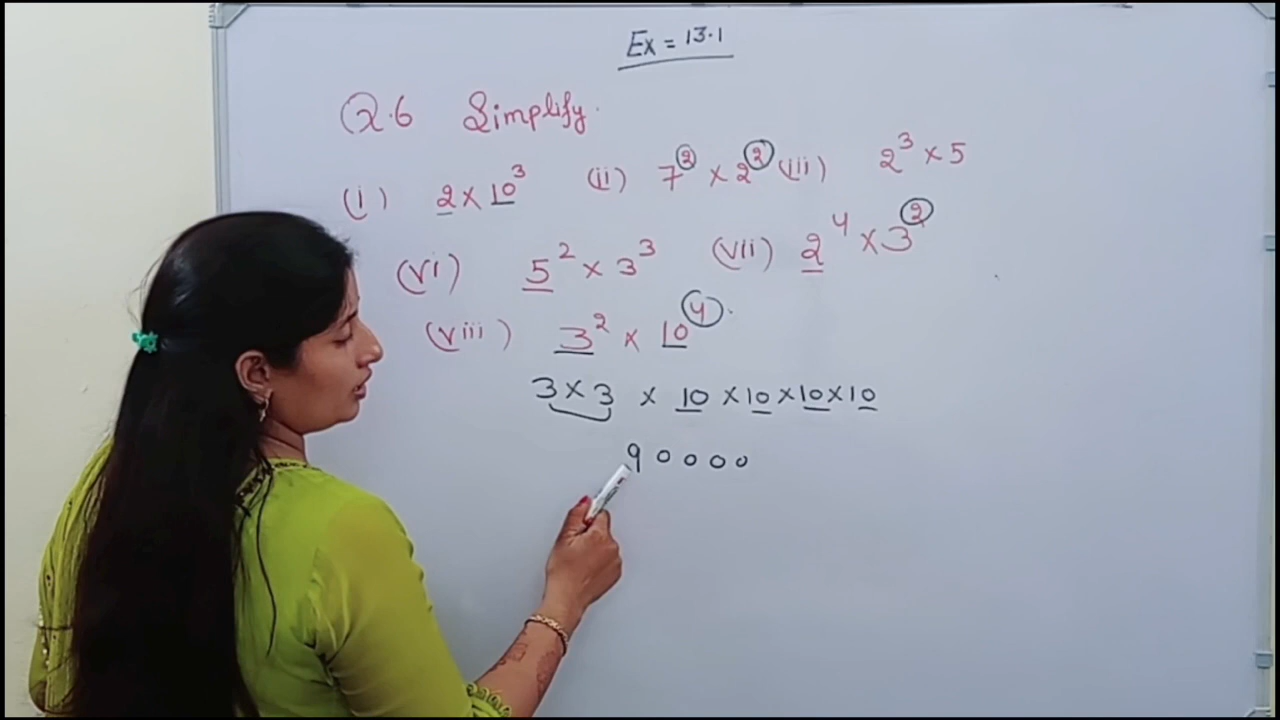 Ex = 13.1
Q.6 Simplify.
(i) 2 × 10³ (ii) 7² × 2² (iii) 2³ × 5
(vi) 5² × 3³ (vii) 2⁴ × 3²
(viii) 3² × 10⁴.
3 × 3 × 10 × 10 × 10 × 10
90000